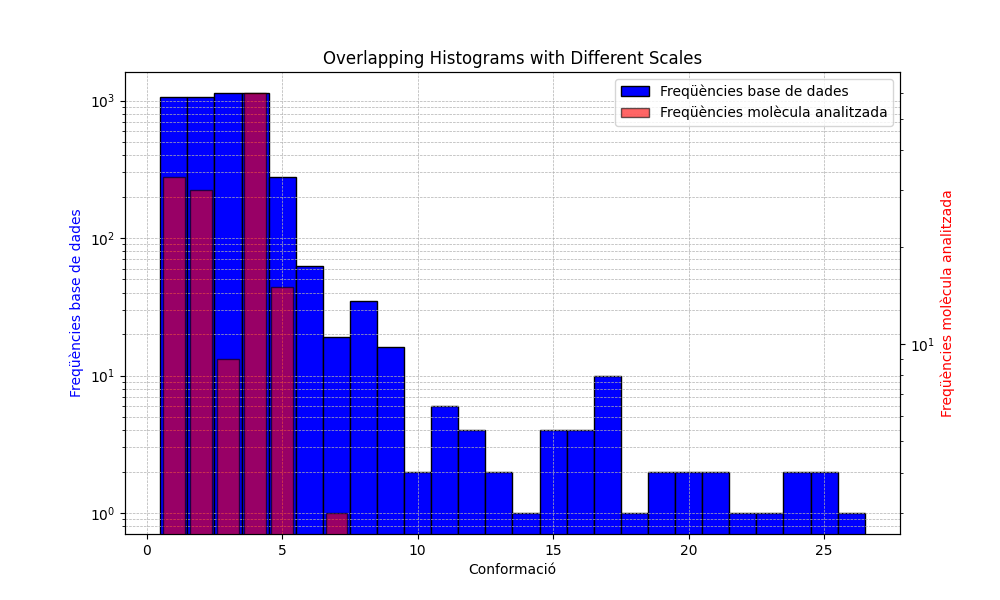 Overlapping Histograms with Different Scales
Freqüències base de dades
Freqüències molècula analitzada
Freqüències base de dades
10³
10²
10¹
10⁰
10¹
Freqüències molècula analitzada
0 5 10 15 20 25
Conformació